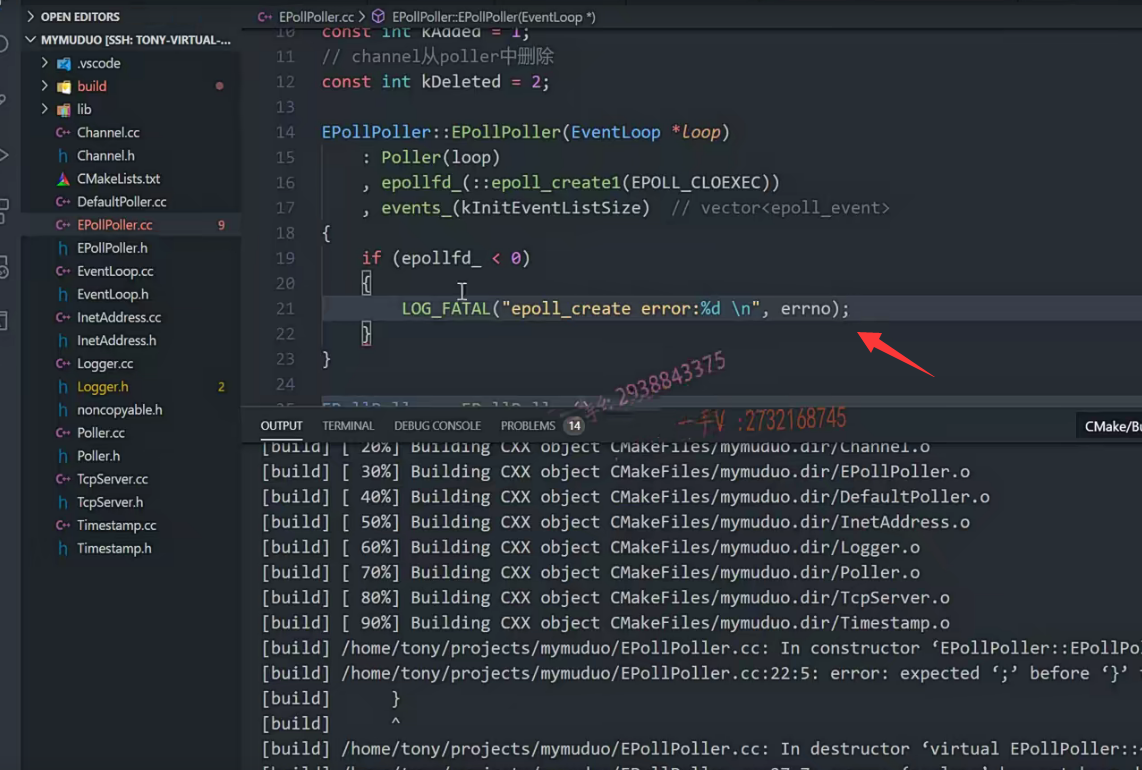 OPEN EDITORS
MYMUDUO [SSH: TONY-VIRTUAL-...
.vscode
build
lib
Channel.cc
Channel.h
CMakeLists.txt
DefaultPoller.cc
EPollPoller.cc 9
EPollPoller.h
EventLoop.cc
EventLoop.h
InetAddress.cc
InetAddress.h
Logger.cc
Logger.h 2
noncopyable.h
Poller.cc
Poller.h
TcpServer.cc
TcpServer.h
Timestamp.cc
Timestamp.h
EPollPoller.cc > EPollPoller::EPollPoller(EventLoop *)
10 const int kAdded = 1;
11 // channel从poller中删除
12 const int kDeleted = 2;
13
14 EPollPoller::EPollPoller(EventLoop *loop)
15 : Poller(loop)
16 , epollfd_(::epoll_create1(EPOLL_CLOEXEC))
17 , events_(kInitEventListSize) // vector<epoll_event>
18 {
19 if (epollfd_ < 0)
20 {
21 LOG_FATAL("epoll_create error:%d \n", errno);
22 }
23 }
24
2938843375
一手V :2732168745
OUTPUT TERMINAL DEBUG CONSOLE PROBLEMS 14 CMake/Bu
[build] [ 20%] Building CXX object CMakeFiles/mymuduo.dir/Channel.o
[build] [ 30%] Building CXX object CMakeFiles/mymuduo.dir/EPollPoller.o
[build] [ 40%] Building CXX object CMakeFiles/mymuduo.dir/DefaultPoller.o
[build] [ 50%] Building CXX object CMakeFiles/mymuduo.dir/InetAddress.o
[build] [ 60%] Building CXX object CMakeFiles/mymuduo.dir/Logger.o
[build] [ 70%] Building CXX object CMakeFiles/mymuduo.dir/Poller.o
[build] [ 80%] Building CXX object CMakeFiles/mymuduo.dir/TcpServer.o
[build] [ 90%] Building CXX object CMakeFiles/mymuduo.dir/Timestamp.o
[build] /home/tony/projects/mymuduo/EPollPoller.cc: In constructor ‘EPollPoller::EPollPo
[build] /home/tony/projects/mymuduo/EPollPoller.cc:22:5: error: expected ‘;’ before ‘}’
[build] }
[build] ^
[build] /home/tony/projects/mymuduo/EPollPoller.cc: In destructor ‘virtual EPollPoller::